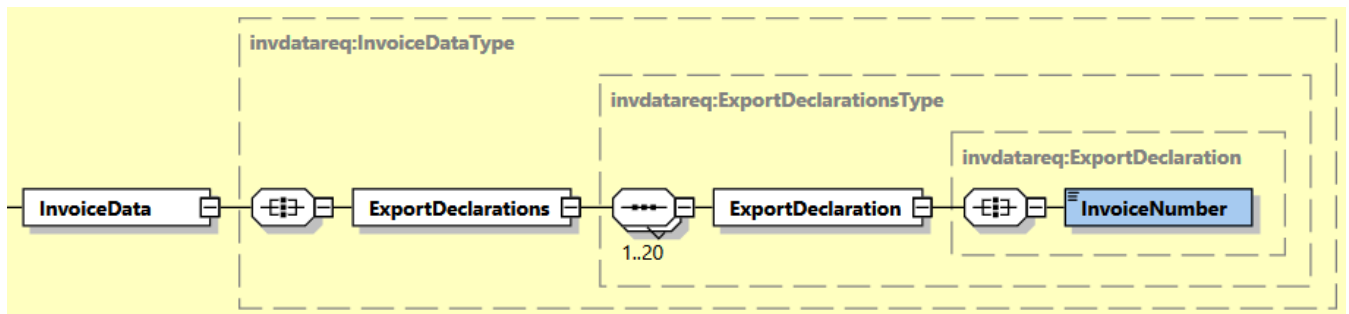 invdatareq:InvoiceDataType
invdatareq:ExportDeclarationsType
invdatareq:ExportDeclaration
InvoiceData
ExportDeclarations
ExportDeclaration
InvoiceNumber
1..20